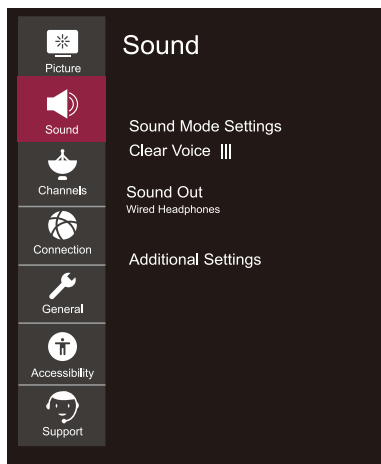 Picture
Sound
Channels
Connection
General
Accessibility
Support
Sound
Sound Mode Settings
Clear Voice |||
Sound Out
Wired Headphones
Additional Settings